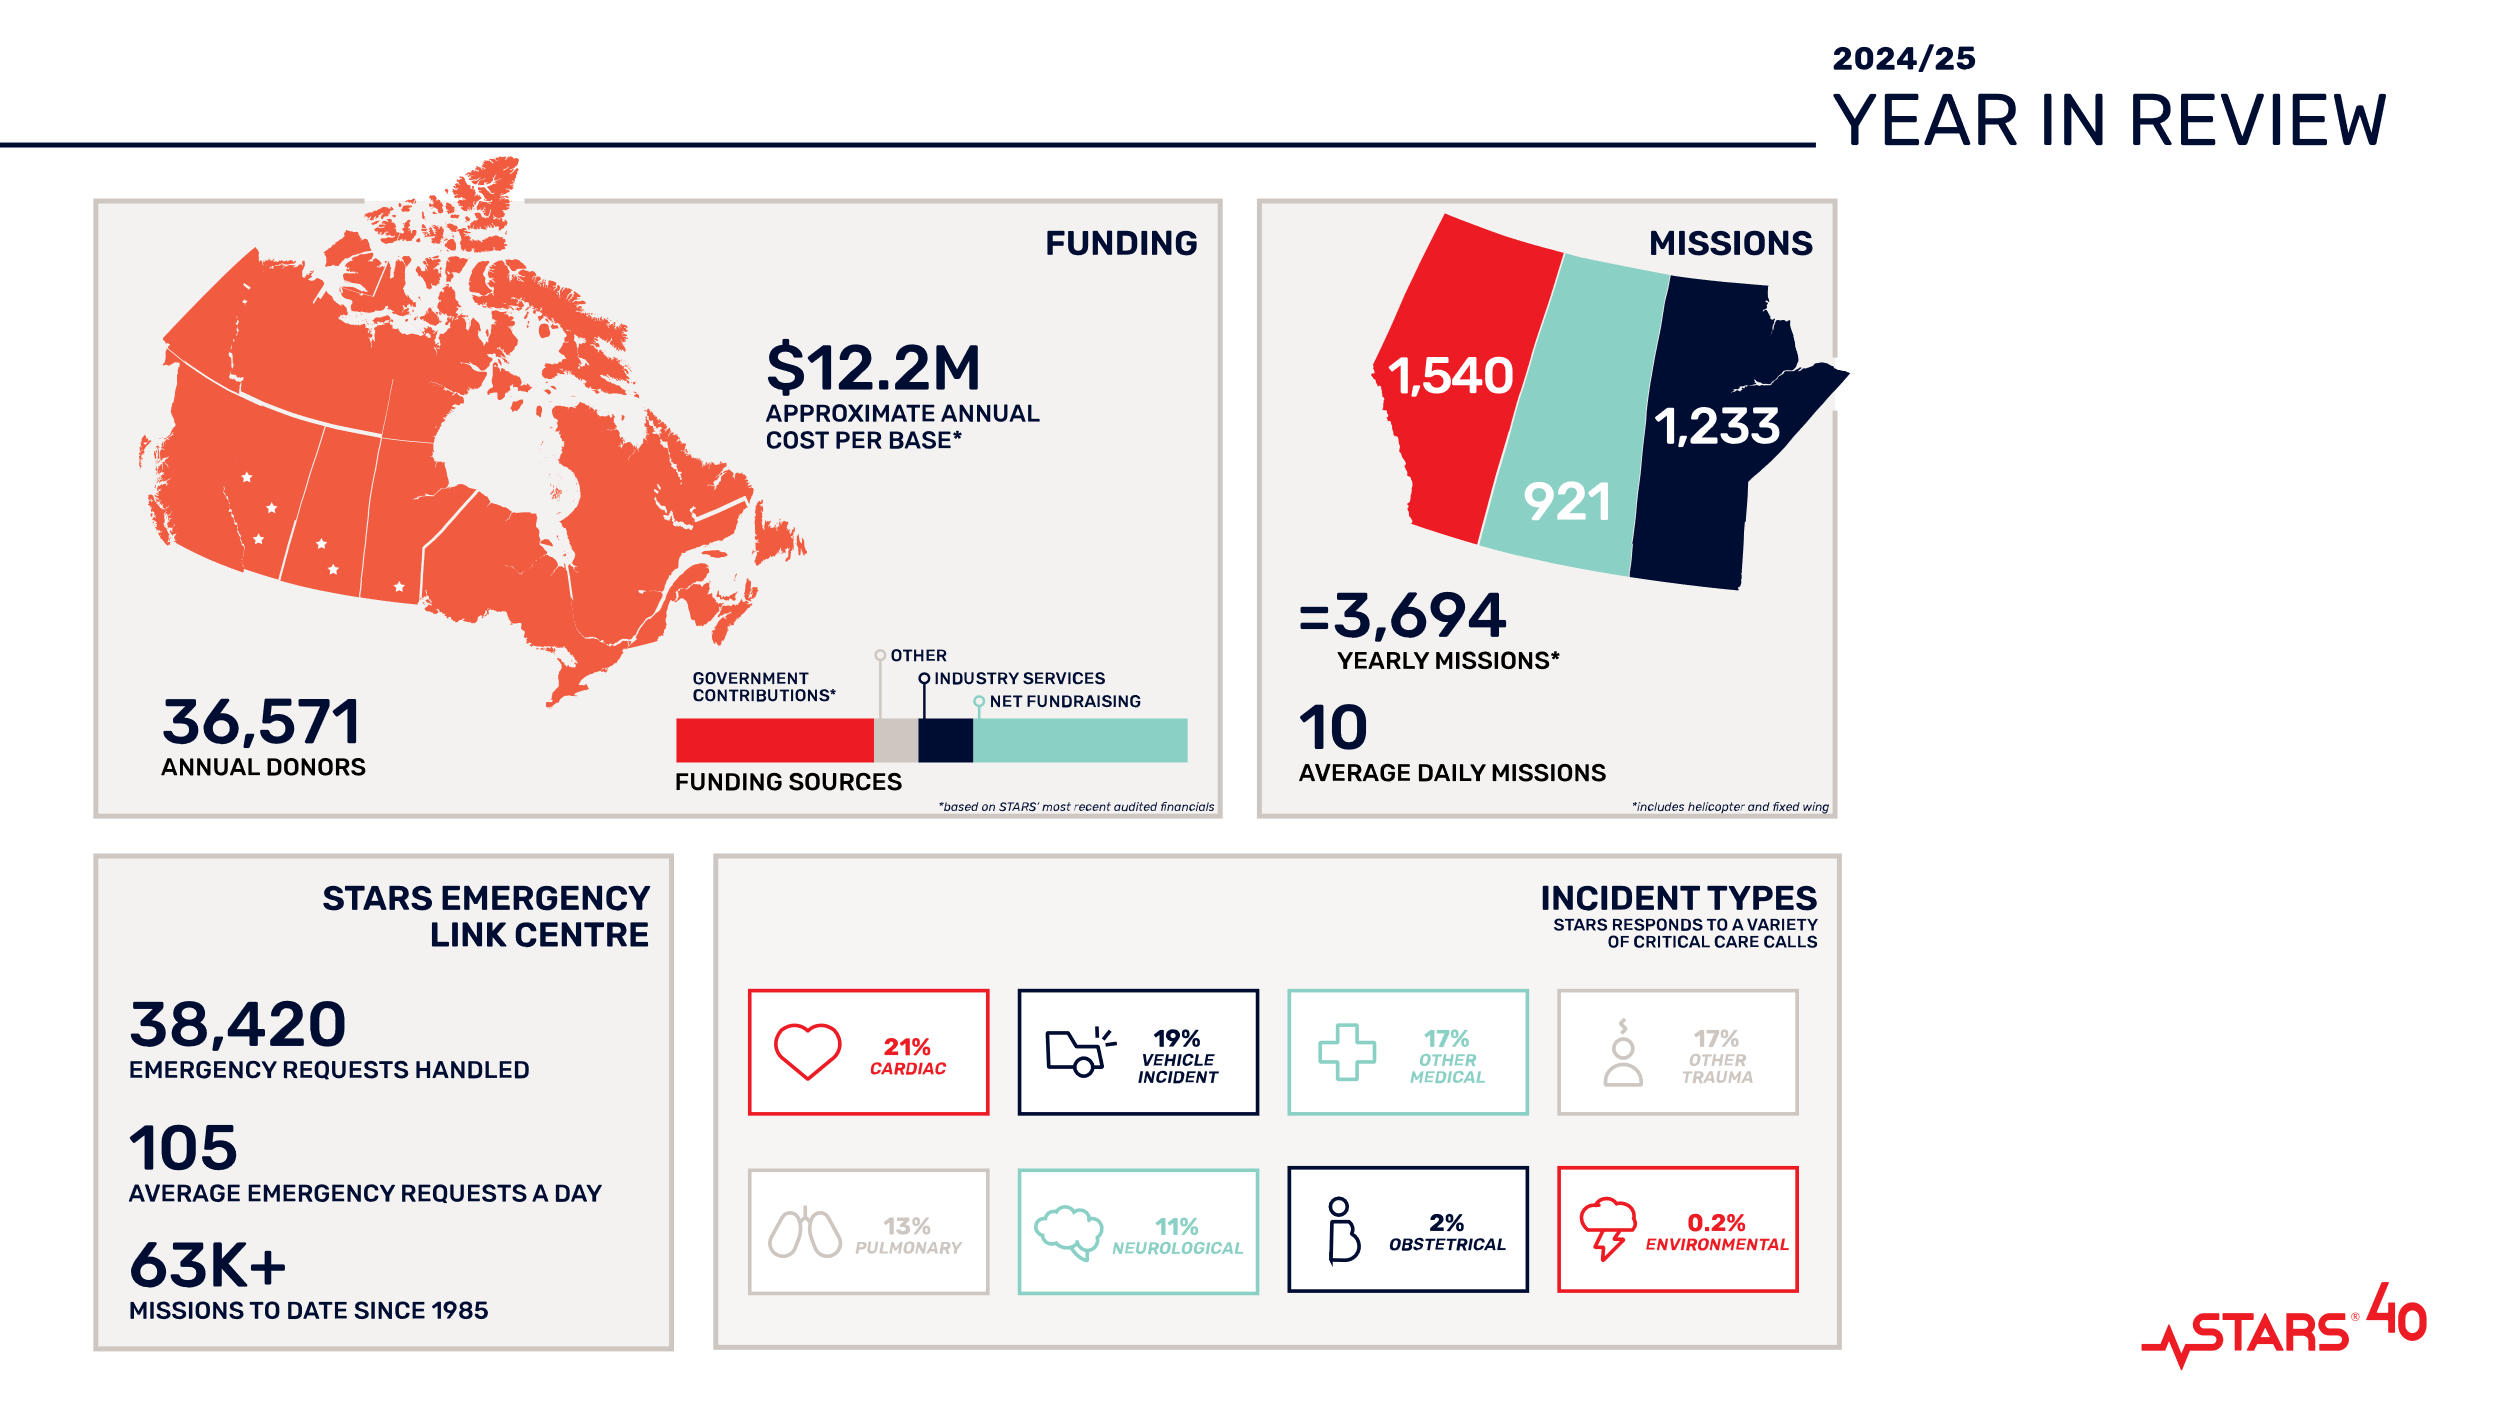 2024/25
YEAR IN REVIEW
FUNDING
$12.2M
APPROXIMATE ANNUAL
COST PER BASE*
36,571
ANNUAL DONORS
GOVERNMENT
CONTRIBUTIONS*
OTHER
INDUSTRY SERVICES
NET FUNDRAISING
FUNDING SOURCES
*based on STARS' most recent audited financials
MISSIONS
1,540
921
1,233
=3,694
YEARLY MISSIONS*
10
AVERAGE DAILY MISSIONS
*includes helicopter and fixed wing
STARS EMERGENCY
LINK CENTRE
38,420
EMERGENCY REQUESTS HANDLED
105
AVERAGE EMERGENCY REQUESTS A DAY
63K+
MISSIONS TO DATE SINCE 1985
INCIDENT TYPES
STARS RESPONDS TO A VARIETY
OF CRITICAL CARE CALLS
21%
CARDIAC
19%
VEHICLE
INCIDENT
17%
OTHER
MEDICAL
17%
OTHER
TRAUMA
13%
PULMONARY
11%
NEUROLOGICAL
2%
OBSTETRICAL
0.2%
ENVIRONMENTAL
STARS® 40